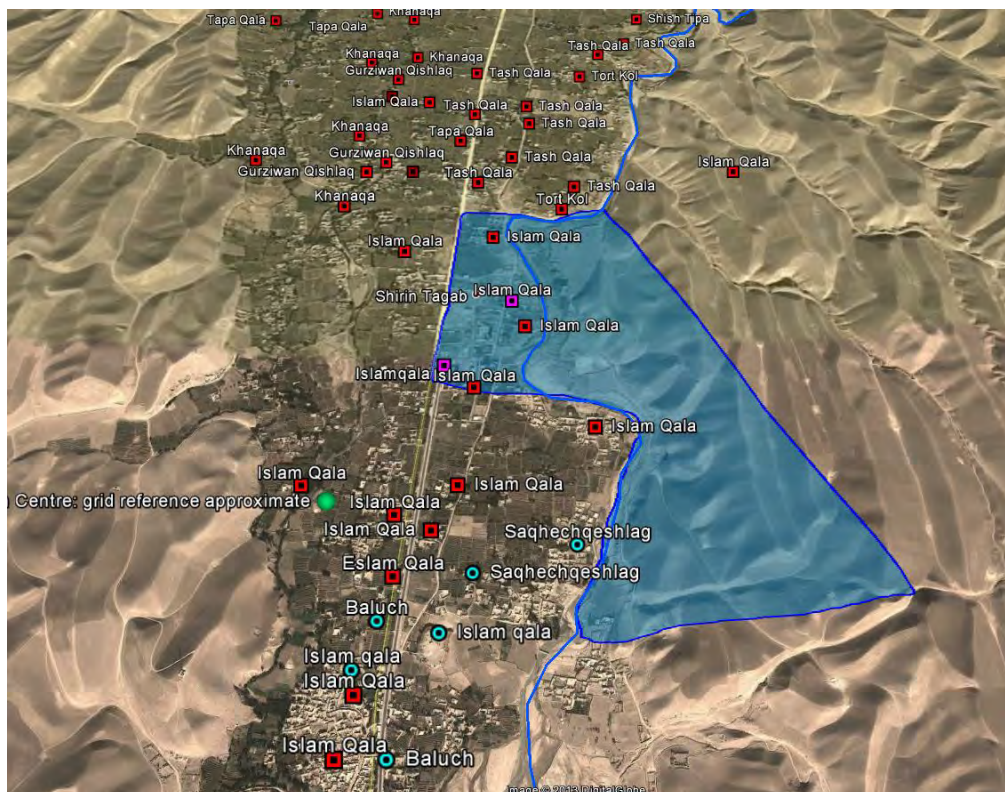 Khanaqa
Shish Tipa
Tapa Qala
Tapa Qala
Tash Qala
Tash Qala
Khanaqa
Khanaqa
Gurziwan Qishlaq
Tash Qala
Tort Kol
Islam Qala
Tash Qala
Tash Qala
Tash Qala
Khanaqa
Tapa Qala
Khanaqa
Gurziwan Qishlaq
Tash Qala
Islam Qala
Gurziwan Qishlaq
Tash Qala
Tash Qala
Khanaqa
Tort Kol
Islam Qala
Islam Qala
Shirin Tagab
Islam Qala
Islam Qala
Islamqala
Islam Qala
Islam Qala
Islam Qala
Islam Qala
Centre: grid reference approximate
Islam Qala
Islam Qala
Saqhechqeshlag
Eslam Qala
Saqhechqeshlag
Baluch
Islam qala
Islam qala
Islam Qala
Islam Qala
Baluch
Image © 2013 DigitalGlobe